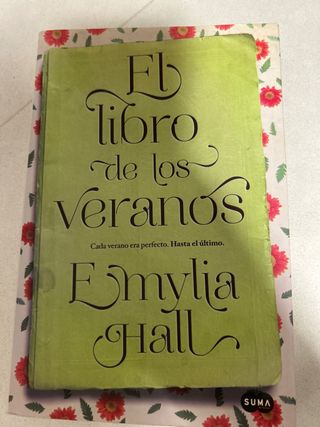 El
libro
de los
veranos
Cada verano era perfecto. Hasta el último.
Emylia
Hall
SUMA